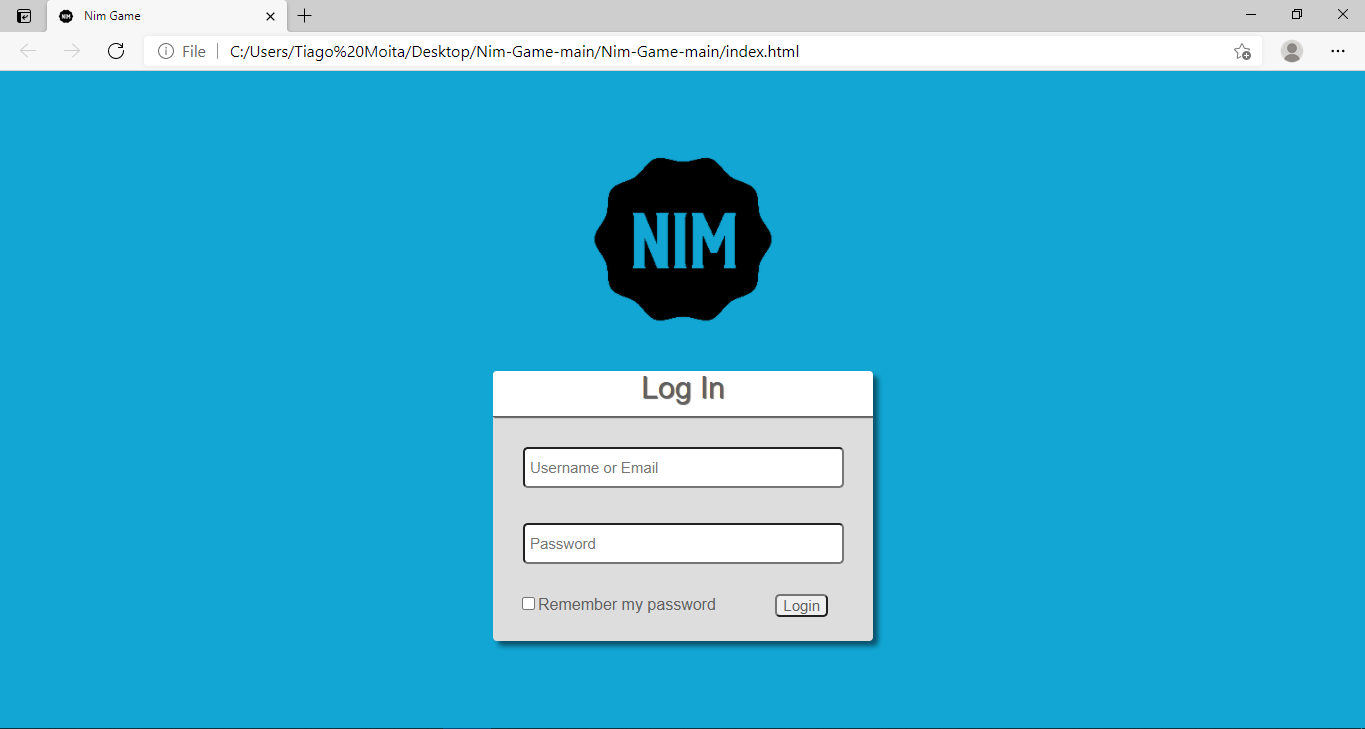 Nim Game
File
C:/Users/Tiago%20Moita/Desktop/Nim-Game-main/Nim-Game-main/index.html
NIM
Log In
Username or Email
Password
Remember my password
Login